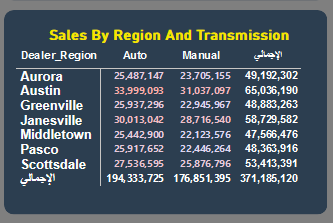 Sales By Region And Transmission
Dealer_Region Auto Manual الإجمالي
Aurora 25,487,147 23,705,155 49,192,302
Austin 33,999,093 31,037,097 65,036,190
Greenville 25,937,296 22,945,967 48,883,263
Janesville 30,013,042 28,716,540 58,729,582
Middletown 25,442,900 22,123,576 47,566,476
Pasco 25,917,652 22,446,264 48,363,916
Scottsdale 27,536,595 25,876,796 53,413,391
الإجمالي 194,333,725 176,851,395 371,185,120